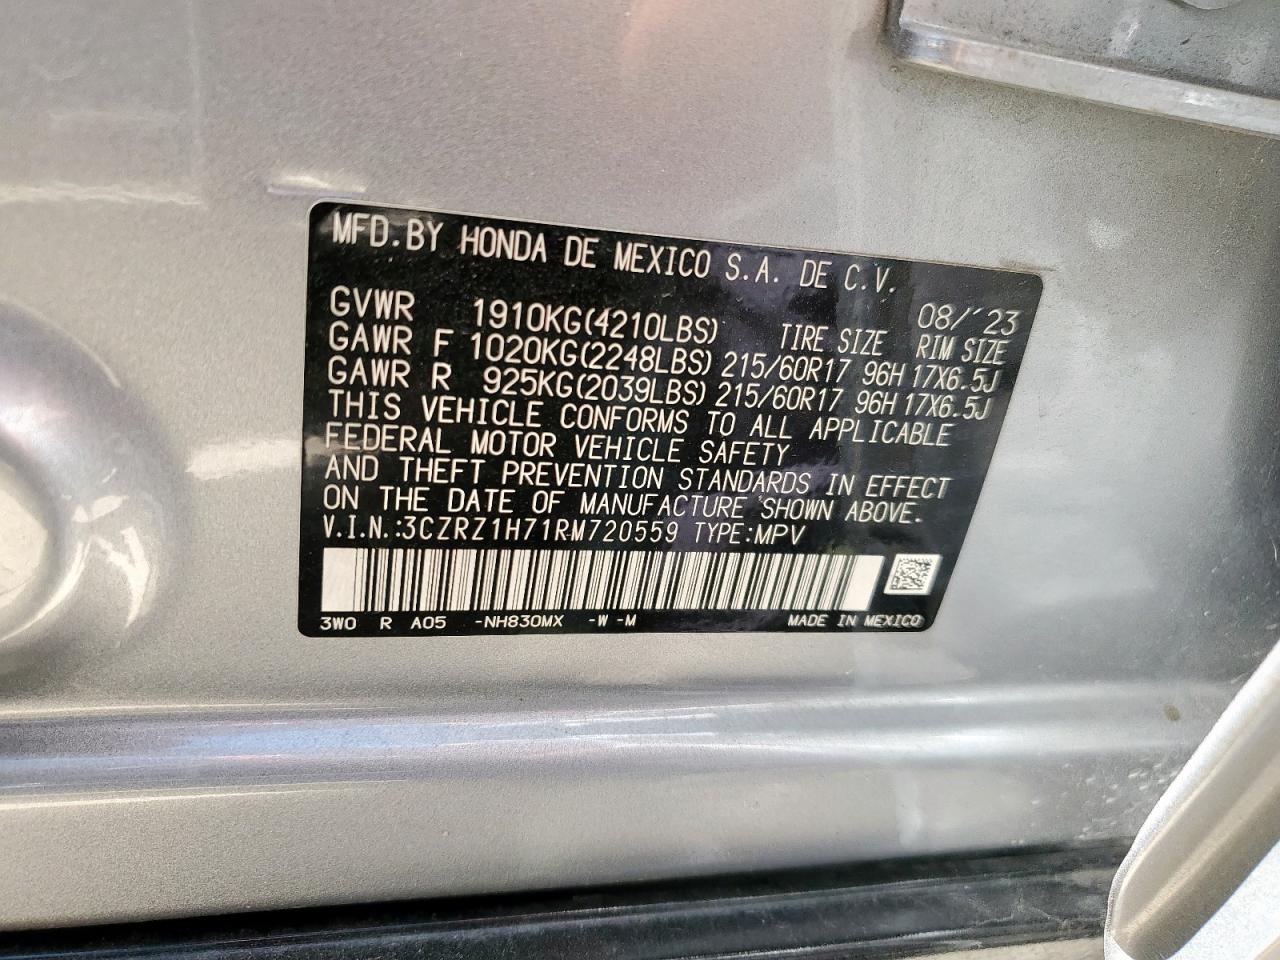 MFD.BY HONDA DE MEXICO S.A. DE C.V.
08/'23
GVWR 1910KG(4210LBS) TIRE SIZE RIM SIZE
GAWR F 1020KG(2248LBS) 215/60R17 96H 17X6.5J
GAWR R 925KG(2039LBS) 215/60R17 96H 17X6.5J
THIS VEHICLE CONFORMS TO ALL APPLICABLE
FEDERAL MOTOR VEHICLE SAFETY
AND THEFT PREVENTION STANDARDS IN EFFECT
ON THE DATE OF MANUFACTURE SHOWN ABOVE.
V.I.N.:3CZRZ1H71RM720559 TYPE:MPV
3W0 R A05 -NH830MX -W -M MADE IN MEXICO